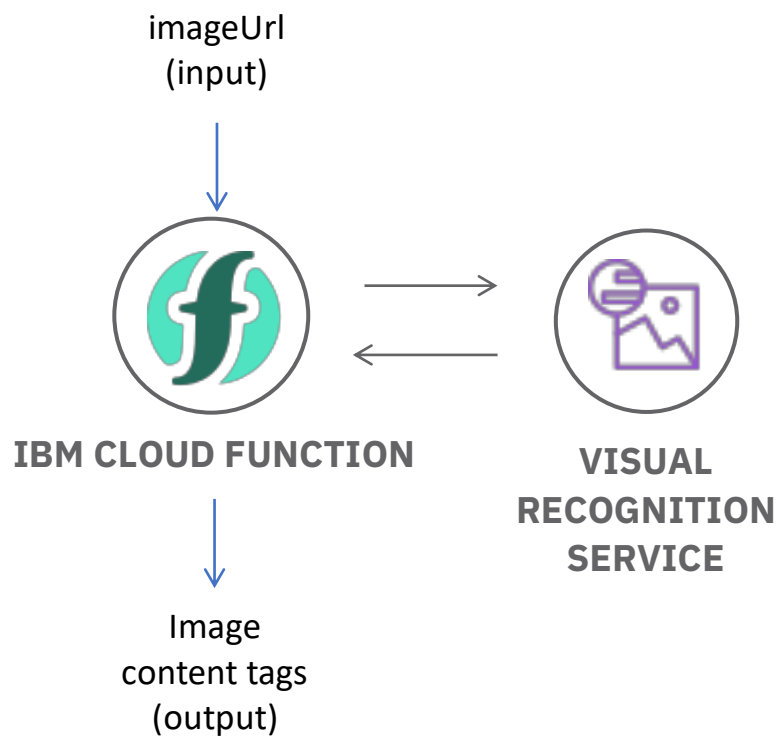 imageUrl
(input)
IBM CLOUD FUNCTION
VISUAL
RECOGNITION
SERVICE
Image
content tags
(output)